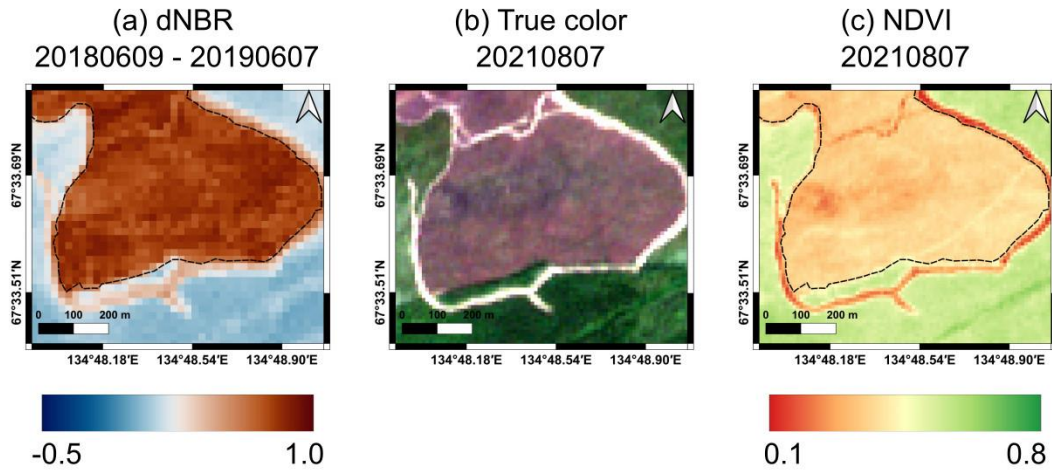 (a) dNBR
20180609 - 20190607
(b) True color
20210807
(c) NDVI
20210807
67°33.69'N
67°33.51'N
0 100 200 m
134°48.18'E 134°48.54'E 134°48.90'E
67°33.69'N
67°33.51'N
0 100 200 m
134°48.18'E 134°48.54'E 134°48.90'E
67°33.69'N
67°33.51'N
0 100 200 m
134°48.18'E 134°48.54'E 134°48.90'E
-0.5 1.0
0.1 0.8